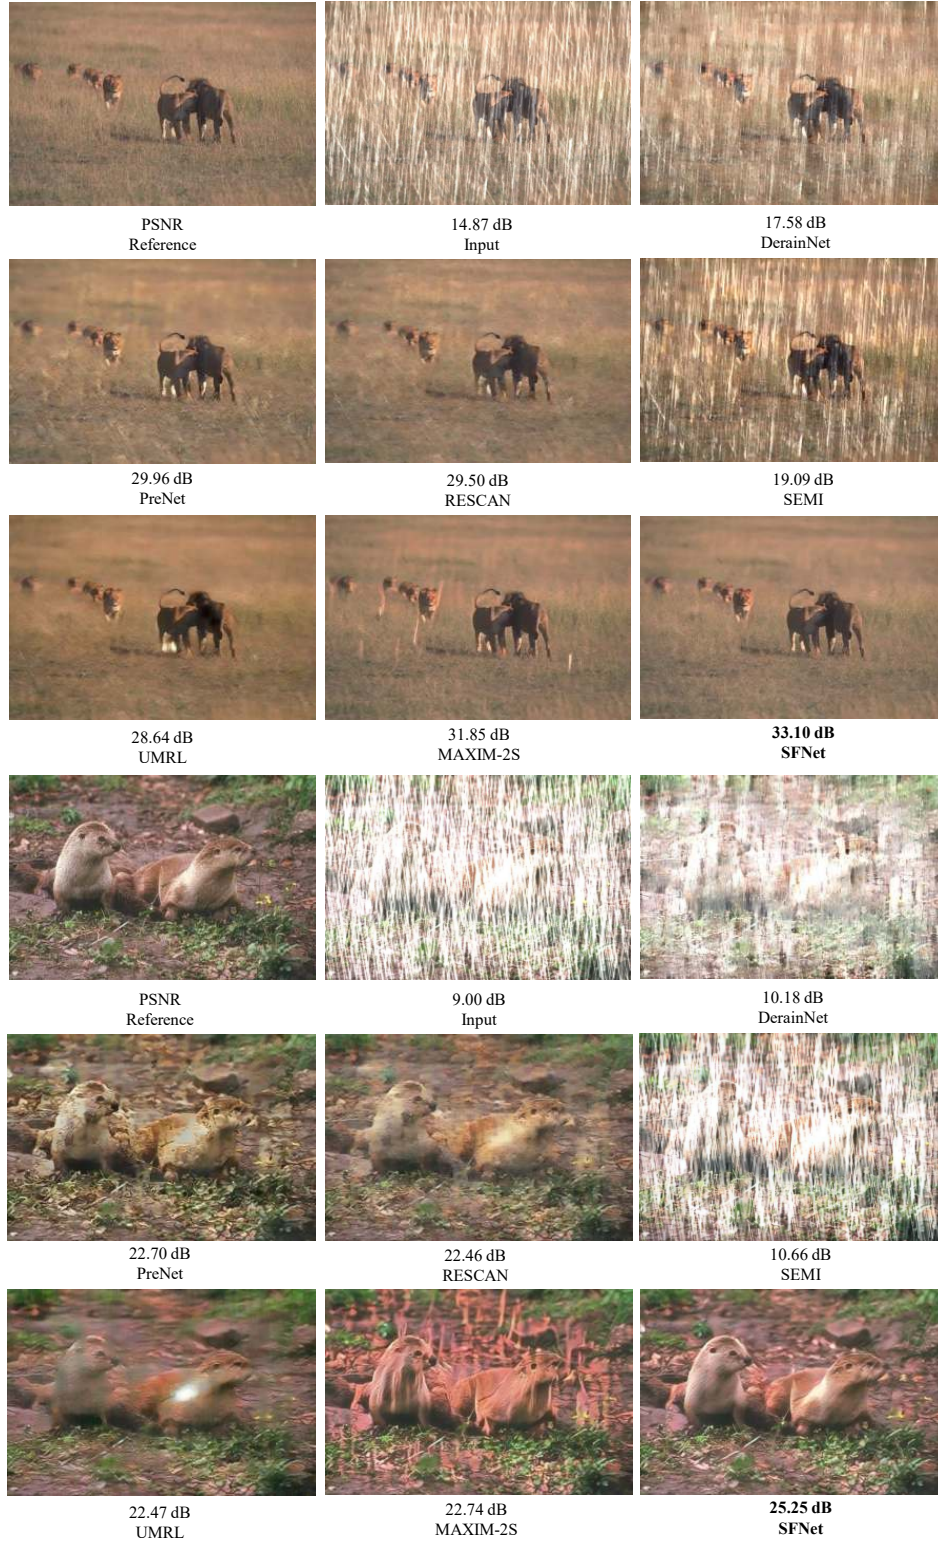 PSNR
Reference
14.87 dB
Input
17.58 dB
DerainNet
29.96 dB
PreNet
29.50 dB
RESCAN
19.09 dB
SEMI
28.64 dB
UMRL
31.85 dB
MAXIM-2S
33.10 dB
SFNet
PSNR
Reference
9.00 dB
Input
10.18 dB
DerainNet
22.70 dB
PreNet
22.46 dB
RESCAN
10.66 dB
SEMI
22.47 dB
UMRL
22.74 dB
MAXIM-2S
25.25 dB
SFNet